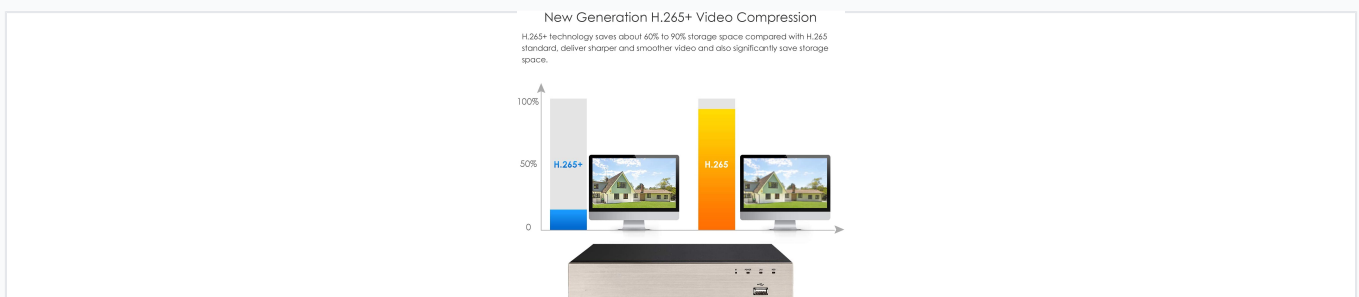 New Generation H.265+ Video Compression
H.265+ technology saves about 60% to 90% storage space compared with H.265
standard, deliver sharper and smoother video and also significantly save storage
space.
100%
50%
H.265+
H.265
0